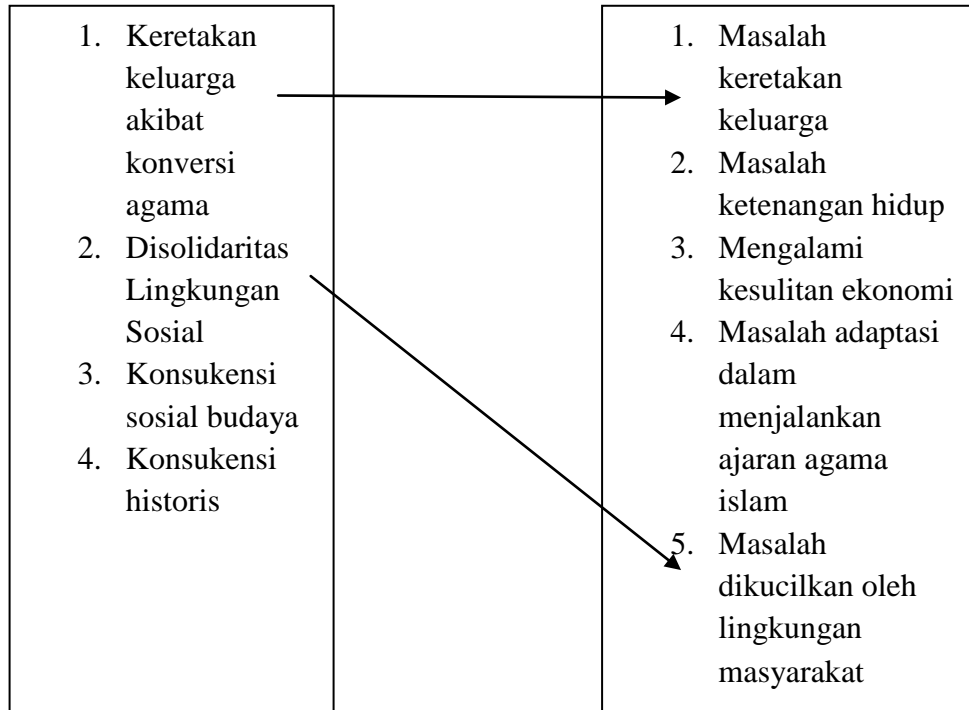 1. Keretakan
keluarga
akibat
konversi
agama
2. Disolidaritas
Lingkungan
Sosial
3. Konsukensi
sosial budaya
4. Konsukensi
historis
1. Masalah
keretakan
keluarga
2. Masalah
ketenangan hidup
3. Mengalami
kesulitan ekonomi
4. Masalah adaptasi
dalam
menjalankan
ajaran agama
islam
5. Masalah
dikucilkan oleh
lingkungan
masyarakat